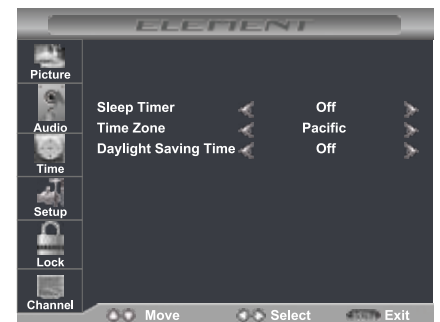 ELEMENT
Picture
Audio
Time
Setup
Lock
Channel
Sleep Timer Off
Time Zone Pacific
Daylight Saving Time Off
Move Select Exit